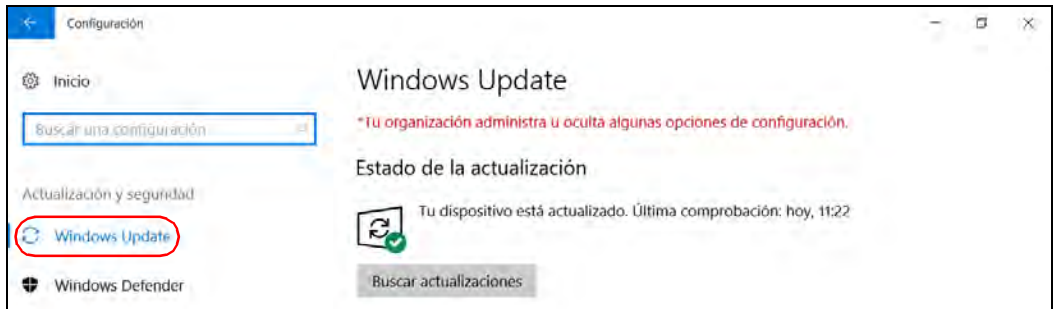 Configuración
Inicio
Buscar una configuración
Actualización y seguridad
Windows Update
Windows Defender
Windows Update
*Tu organización administra u oculta algunas opciones de configuración.
Estado de la actualización
Tu dispositivo está actualizado. Última comprobación: hoy, 11:22
Buscar actualizaciones